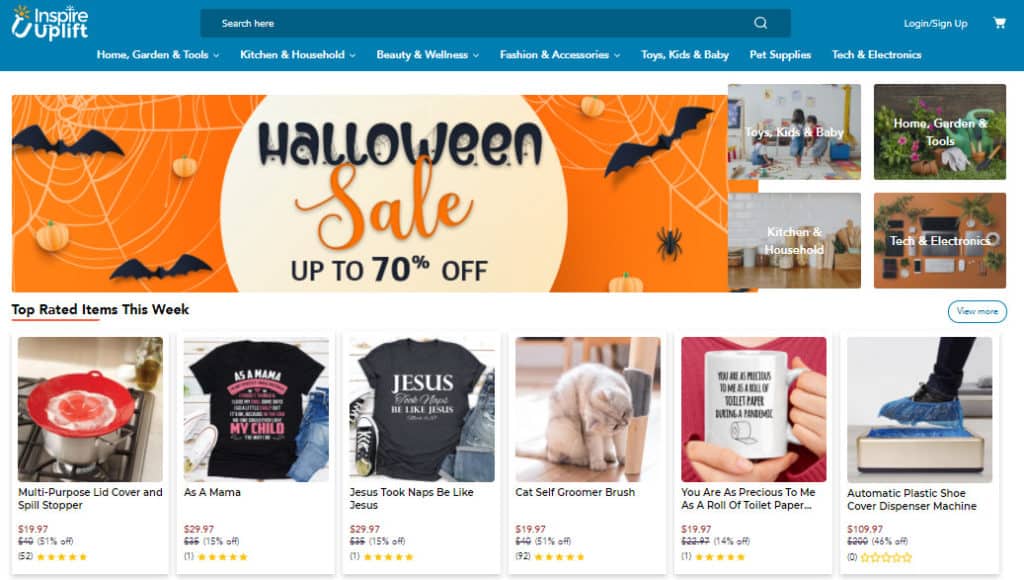 Inspire
Uplift
Search here
Login/Sign Up
Home, Garden & Tools
Kitchen & Household
Beauty & Wellness
Fashion & Accessories
Toys, Kids & Baby
Pet Supplies
Tech & Electronics
Halloween
Sale
UP TO 70% OFF
Toys, Kids & Baby
Home, Garden &
Tools
Kitchen &
Household
Tech & Electronics
Top Rated Items This Week
View more
AS A MAMA
MY CHILD
JESUS
Took Naps
BE LIKE JESUS
YOU ARE AS PRECIOUS
TO ME AS A ROLL OF
TOILET PAPER
DURING A PANDEMIC
Multi-Purpose Lid Cover and
Spill Stopper
$19.97
$40 (51% off)
(52)
As A Mama
$29.97
$35 (15% off)
(1)
Jesus Took Naps Be Like
Jesus
$29.97
$35 (15% off)
(1)
Cat Self Groomer Brush
$19.97
$40 (51% off)
(92)
You Are As Precious To Me
As A Roll Of Toilet Paper...
$19.97
$22.97 (14% off)
(1)
Automatic Plastic Shoe
Cover Dispenser Machine
$109.97
$200 (46% off)
(0)